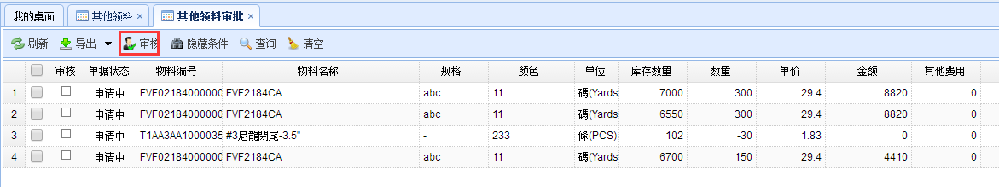 我的桌面 其他领料 × 其他领料审批 ×
刷新 导出 审核 隐藏条件 查询 清空
审核 单据状态 物料编号 物料名称 规格 颜色 单位 库存数量 数量 单价 金额 其他费用
1 申请中 FVF02184000000 FVF2184CA abc 11 碼(Yards 7000 300 29.4 8820 0
2 申请中 FVF02184000000 FVF2184CA abc 11 碼(Yards 6550 300 29.4 8820 0
3 申请中 T1AA3AA1000035 #3尼龍閉尾-3.5" - 233 條(PCS) 102 -30 1.83 0 0
4 申请中 FVF02184000000 FVF2184CA abc 11 碼(Yards 6700 150 29.4 4410 0